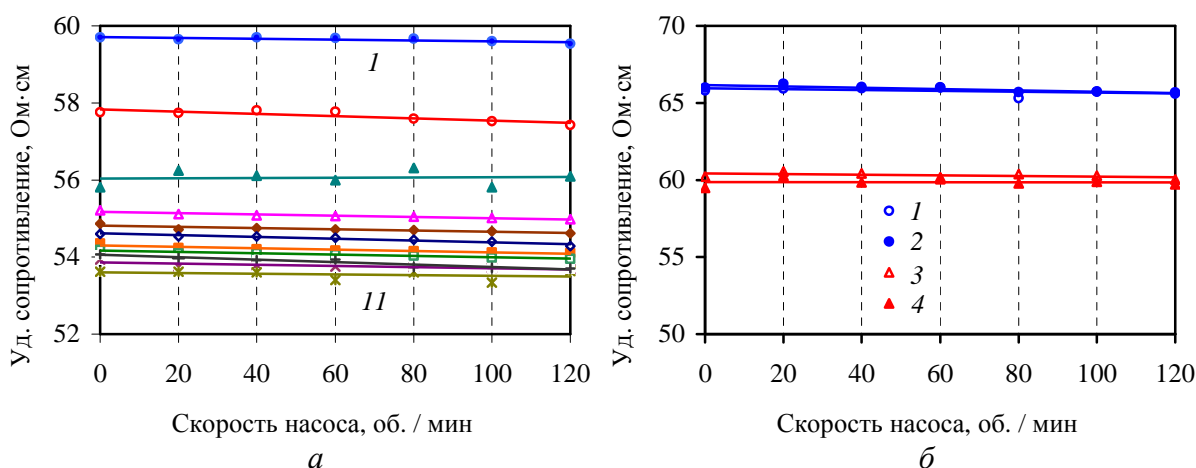 Уд. сопротивление, Ом·см
60
58
56
54
52
1
11
0 20 40 60 80 100 120
Скорость насоса, об. / мин
а
Уд. сопротивление, Ом·см
70
65
60
55
50
1
2
3
4
0 20 40 60 80 100 120
Скорость насоса, об. / мин
б